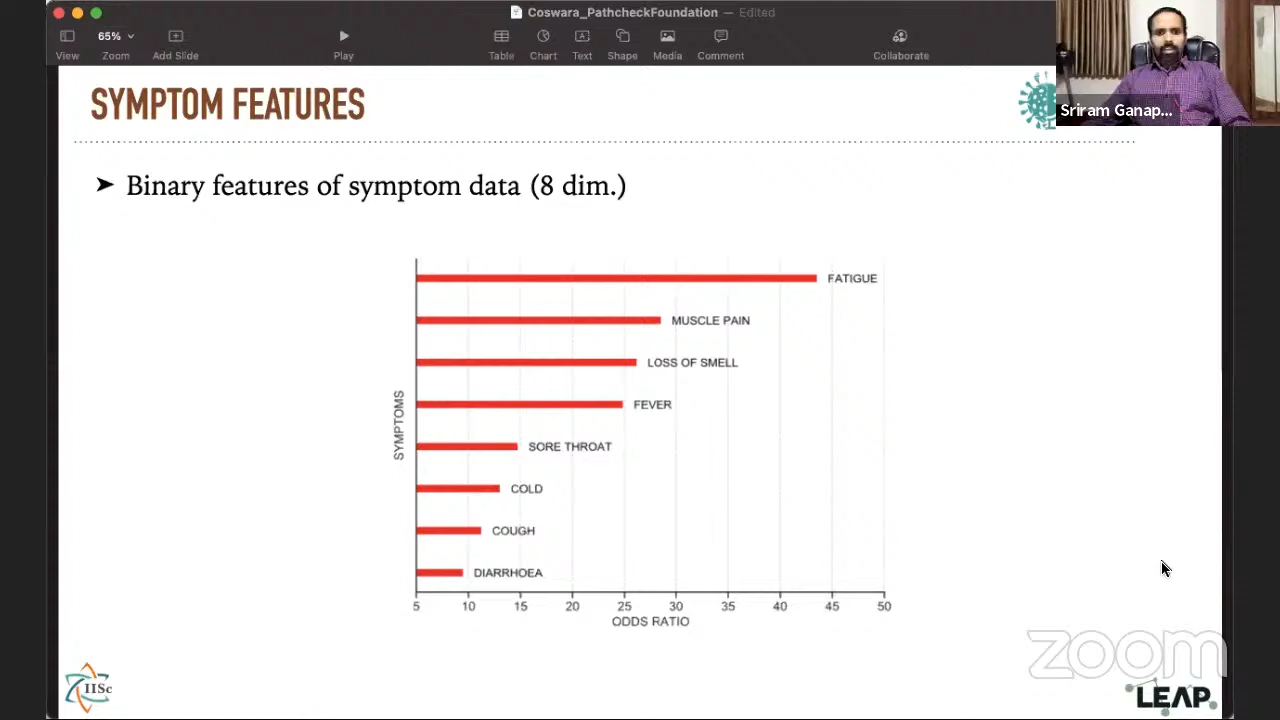 Coswara_PathcheckFoundation — Edited
65%
View
Zoom
Add Slide
Play
Table
Chart
Text
Shape
Media
Comment
Collaborate
Sriram Ganap...
SYMPTOM FEATURES
➤ Binary features of symptom data (8 dim.)
FATIGUE
MUSCLE PAIN
LOSS OF SMELL
FEVER
SORE THROAT
COLD
COUGH
DIARRHOEA
SYMPTOMS
5 10 15 20 25 30 35 40 45 50
ODDS RATIO
zoom
IISc
LEAP